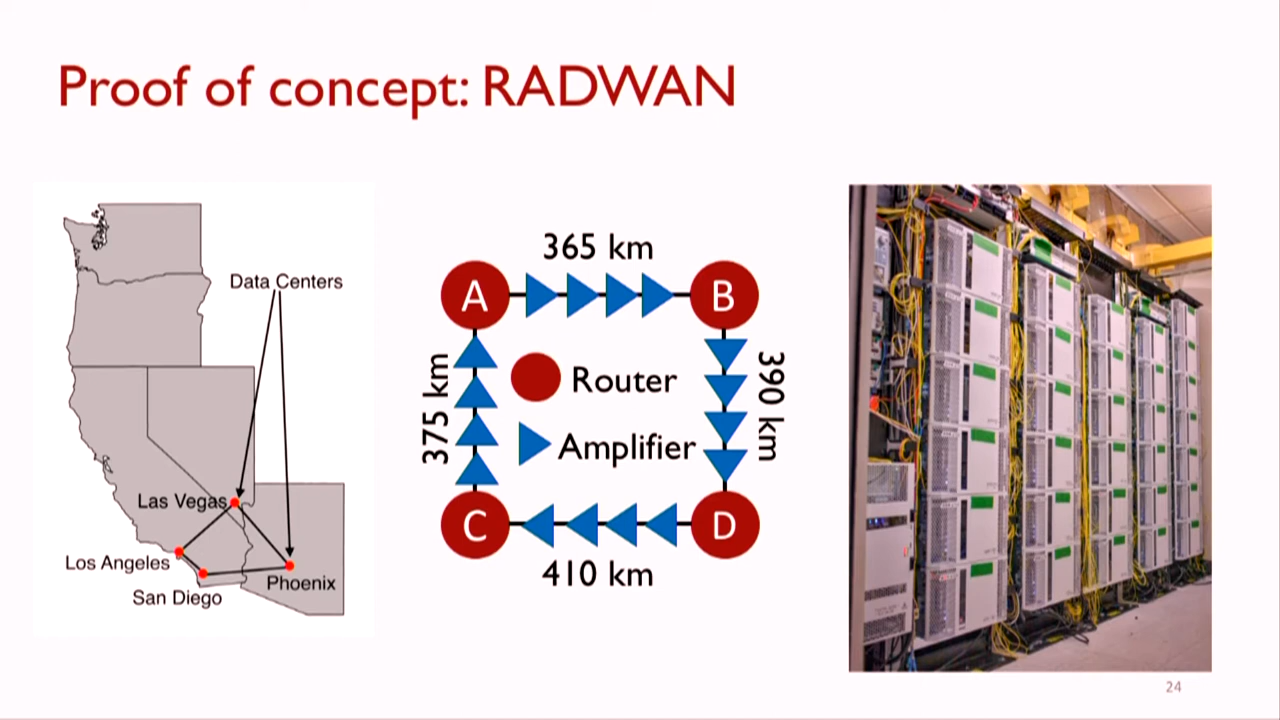 Proof of concept: RADWAN
Data Centers
Las Vegas
Los Angeles
San Diego
Phoenix
365 km
A
B
375 km
Router
Amplifier
390 km
C
D
410 km
24